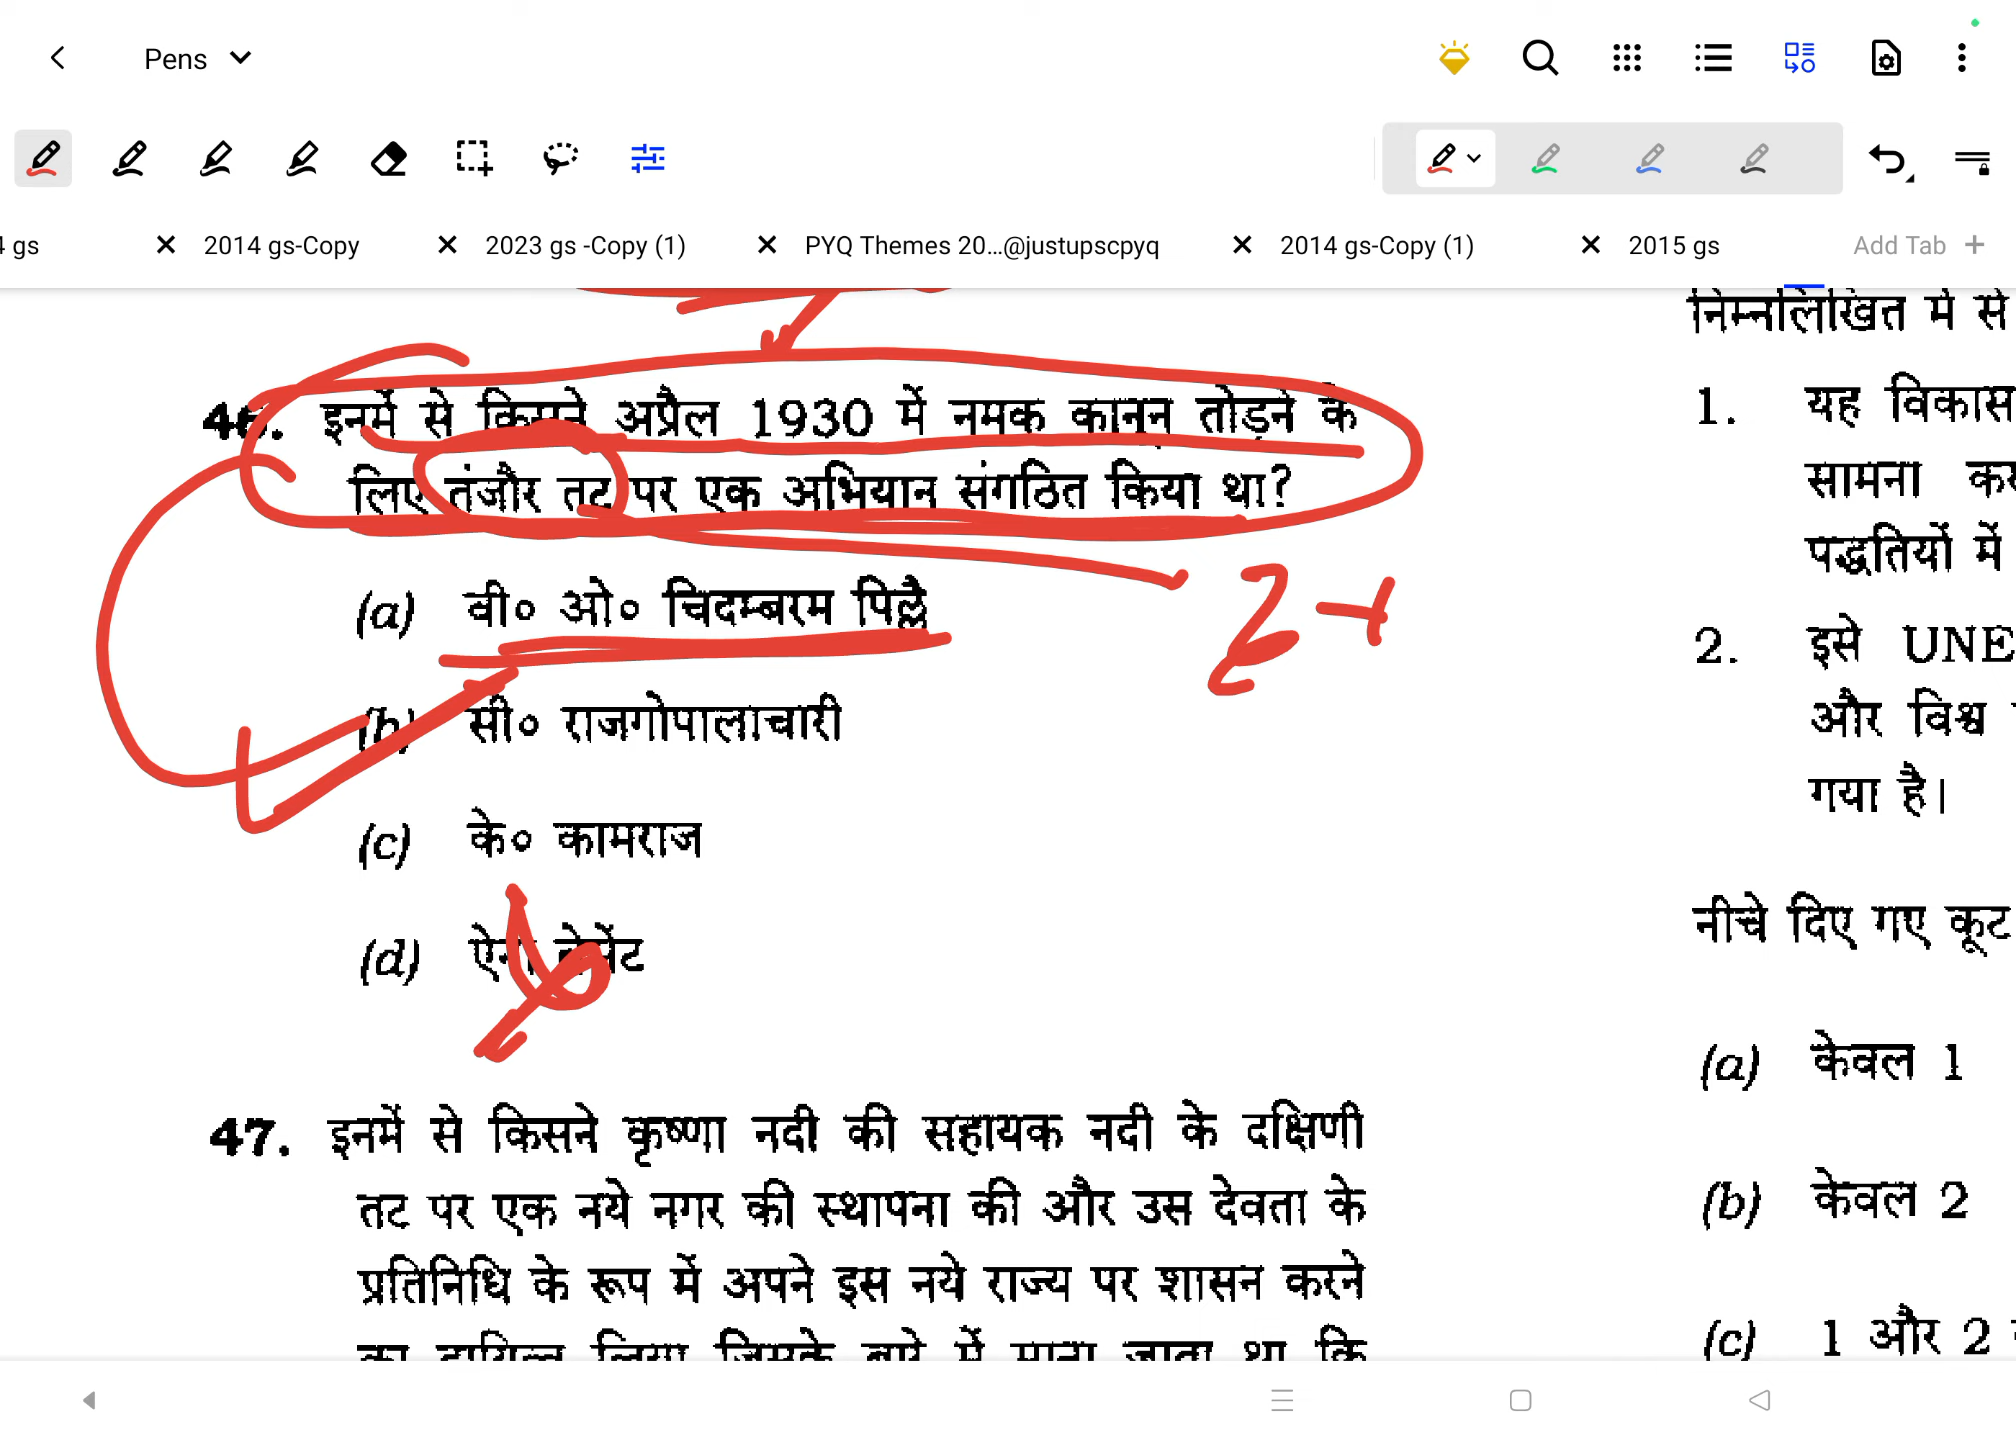 Pens
4 gs
2014 gs-Copy
2023 gs -Copy (1)
PYQ Themes 20...@justupscpyq
2014 gs-Copy (1)
2015 gs
Add Tab +
46. इनमें से किसने अप्रैल 1930 में नमक कानून तोड़ने के
लिए तंजौर तट पर एक अभियान संगठित किया था?
(a) वी० ओ० चिदम्बरम पिल्लै
(b) सी० राजगोपालाचारी
(c) के० कामराज
(d) ऐनी बेसेंट
47. इनमें से किसने कृष्णा नदी की सहायक नदी के दक्षिणी
तट पर एक नये नगर की स्थापना की और उस देवता के
प्रतिनिधि के रूप में अपने इस नये राज्य पर शासन करने
का दायित्व लिया जिसके बारे में माना जाता था कि
निम्नलिखित में से
1. यह विकास
सामना
पद्धतियों में
2. इसे
और विश्व
गया है।
नीचे दिए गए कूट
(a) केवल 1
(b) केवल 2
(c) 1 और 2